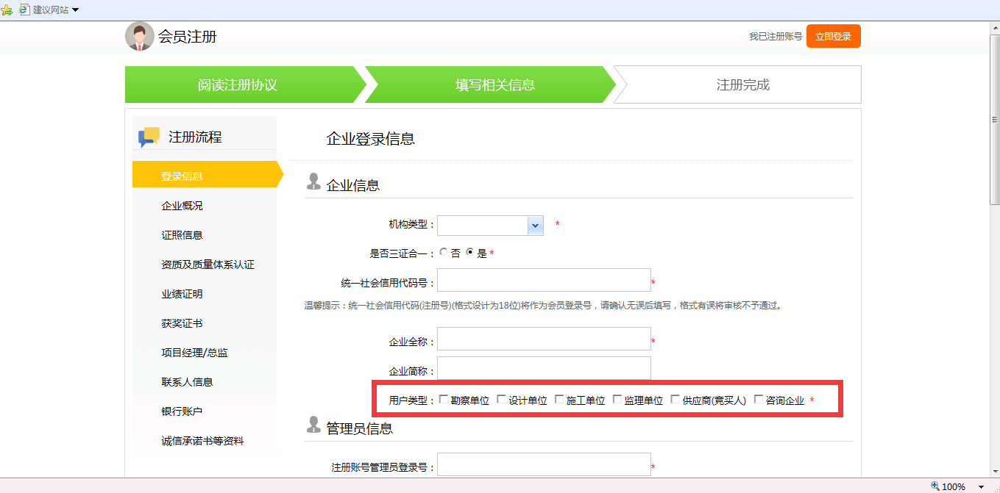 建议网站
会员注册
我已注册账号 立即登录
阅读注册协议 填写相关信息 注册完成
注册流程
登录信息
企业概况
证照信息
资质及质量体系认证
业绩证明
获奖证书
项目经理/总监
联系人信息
银行账户
诚信承诺书等资料
企业登录信息
企业信息
机构类型： *
是否三证合一： 否 是 *
统一社会信用代码号： *
温馨提示：统一社会信用代码(注册号)(格式设计为18位)将作为会员登录号，请确认无误后填写，格式有误将审核不予通过。
企业全称： *
企业简称：
用户类型： 勘察单位 设计单位 施工单位 监理单位 供应商(竞买人) 咨询企业 *
管理员信息
注册账号管理员登录号： *
100%